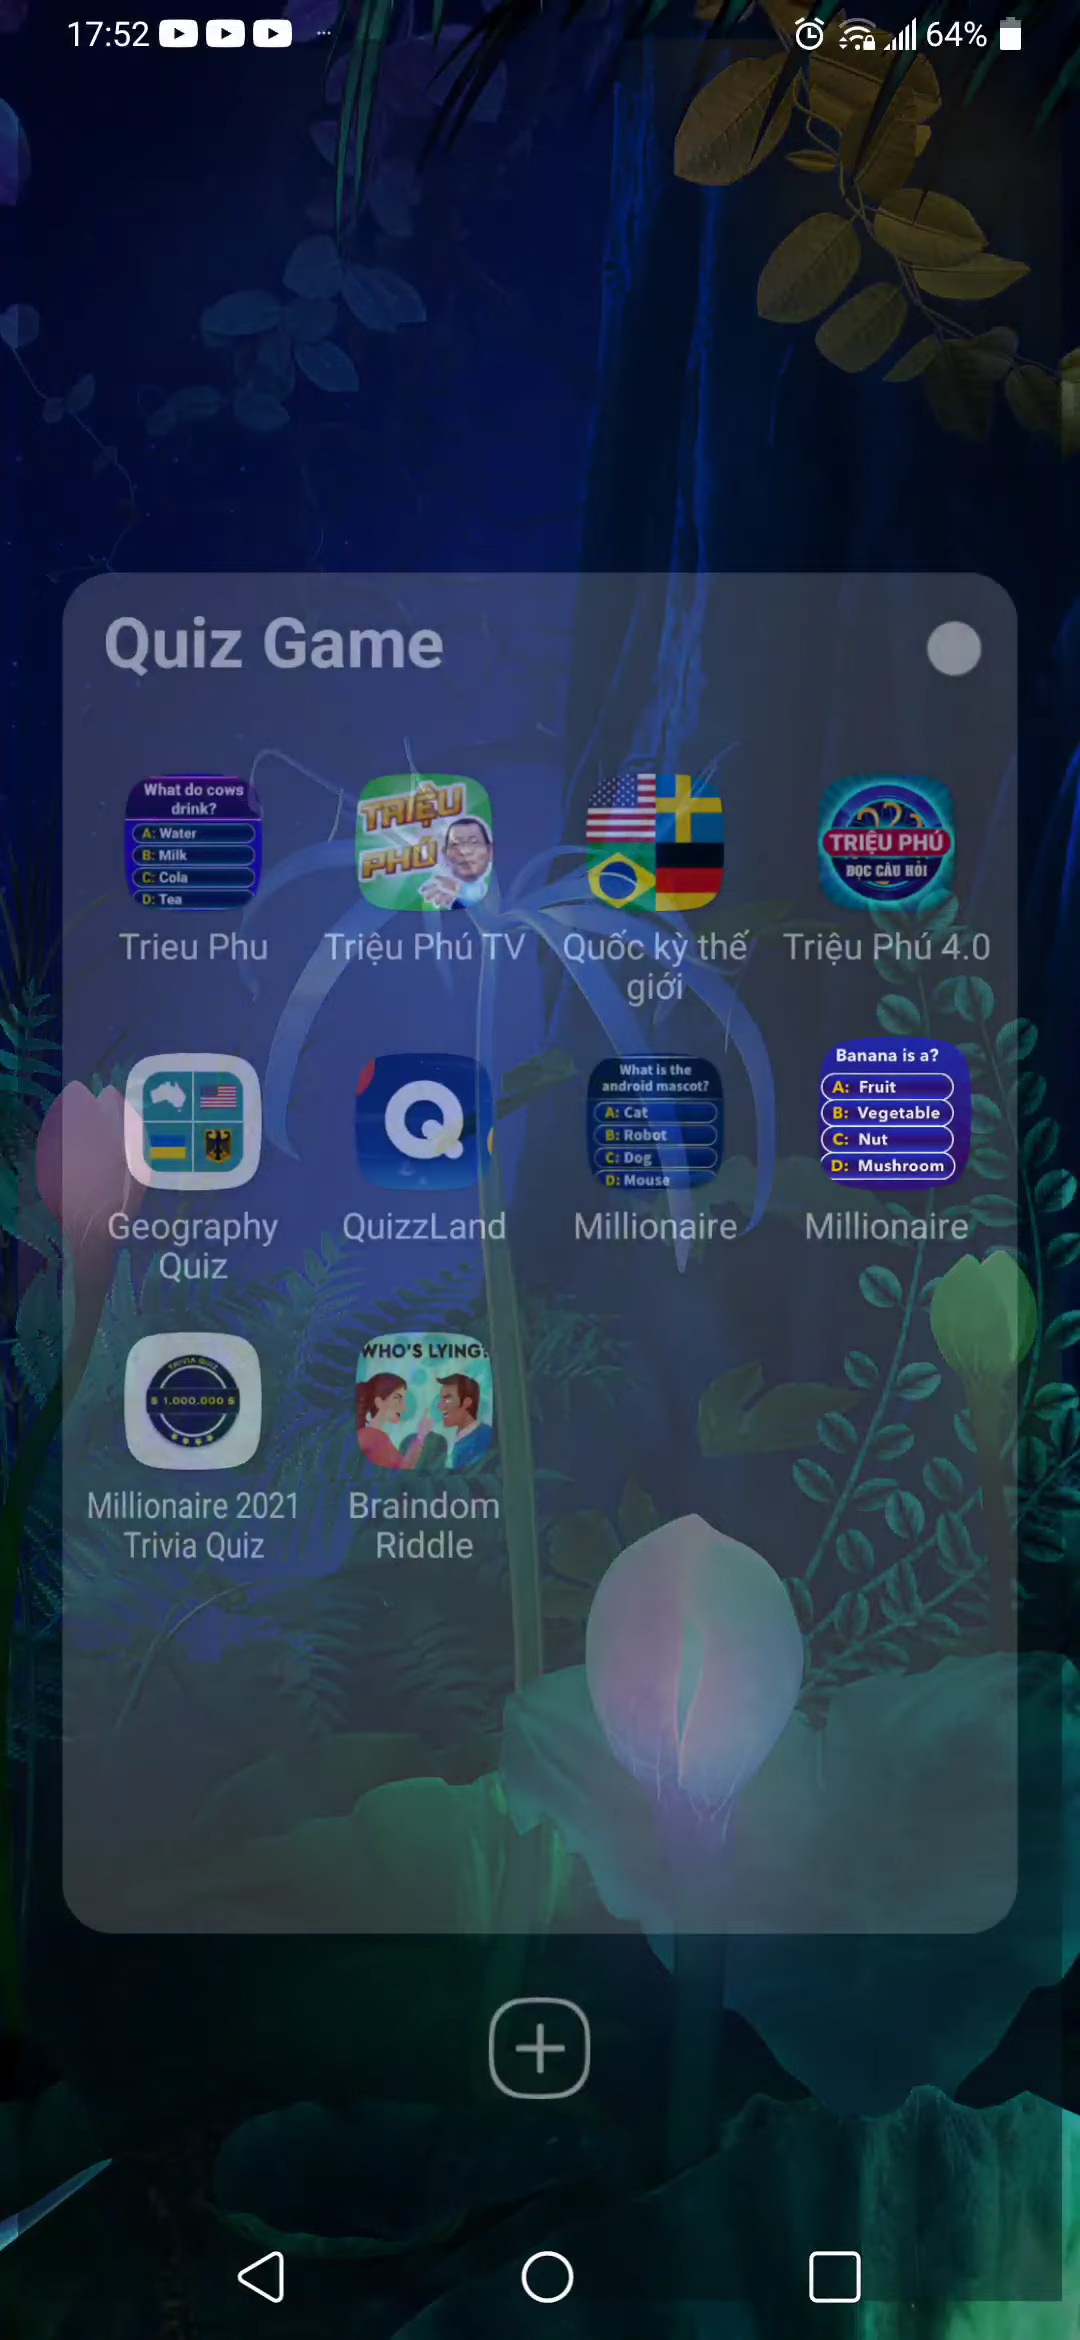 17:52
64%
Quiz Game
What do cows
drink?
A: Water
B: Milk
C: Cola
D: Tea
TRIỆU
PHÚ
TRIỆU PHÚ
ĐỌC CÂU HỎI
Trieu Phu
Triệu Phú TV
Quốc kỳ thế
giới
Triệu Phú 4.0
Q
What is the
android mascot?
A: Cat
B: Robot
C: Dog
D: Mouse
Banana is a?
A: Fruit
B: Vegetable
C: Nut
D: Mushroom
Geography
Quiz
QuizzLand
Millionaire
Millionaire
TRIVIA QUIZ
$ 1.000.000 $
WHO'S LYING?
Millionaire 2021
Trivia Quiz
Braindom
Riddle